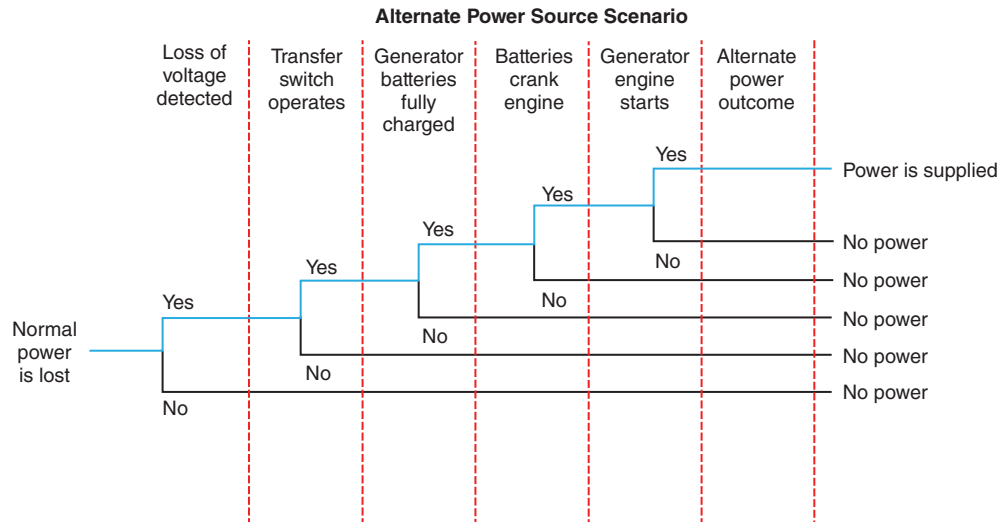 Alternate Power Source Scenario
Loss of
voltage
detected
Transfer
switch
operates
Generator
batteries
fully
charged
Batteries
crank
engine
Generator
engine
starts
Alternate
power
outcome
Yes
Power is supplied
Yes
Yes
No power
No
Yes
No power
No
Yes
No power
No
Normal
power
is lost
No power
No
No power
No